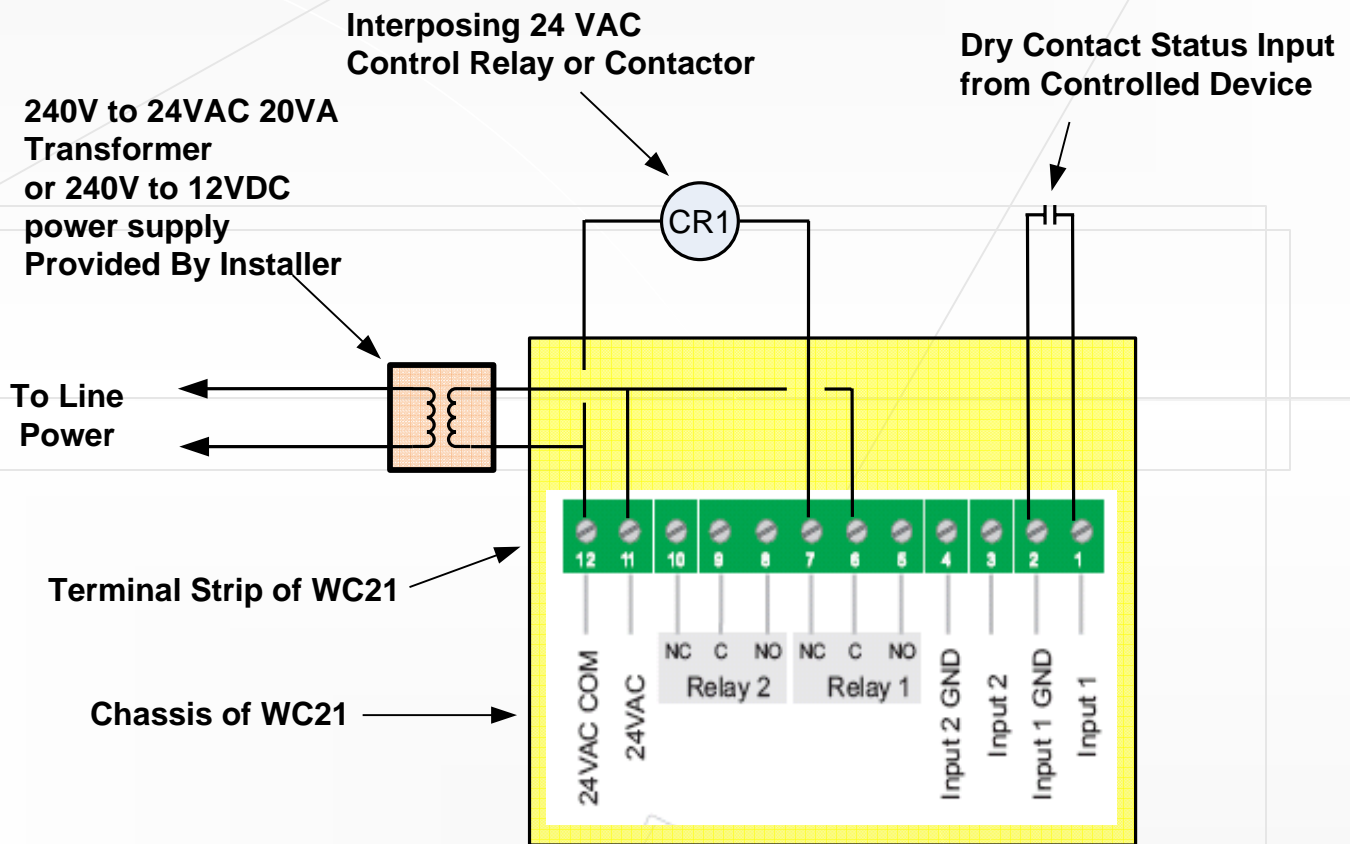 Interposing 24 VAC
Control Relay or Contactor
Dry Contact Status Input
from Controlled Device
240V to 24VAC 20VA
Transformer
or 240V to 12VDC
power supply
Provided By Installer
CR1
To Line
Power
Terminal Strip of WC21
12 11 10 9 8 7 6 5 4 3 2 1
Chassis of WC21
24VAC COM
24VAC
NC C NO
Relay 2
NC C NO
Relay 1
Input 2 GND
Input 2
Input 1 GND
Input 1